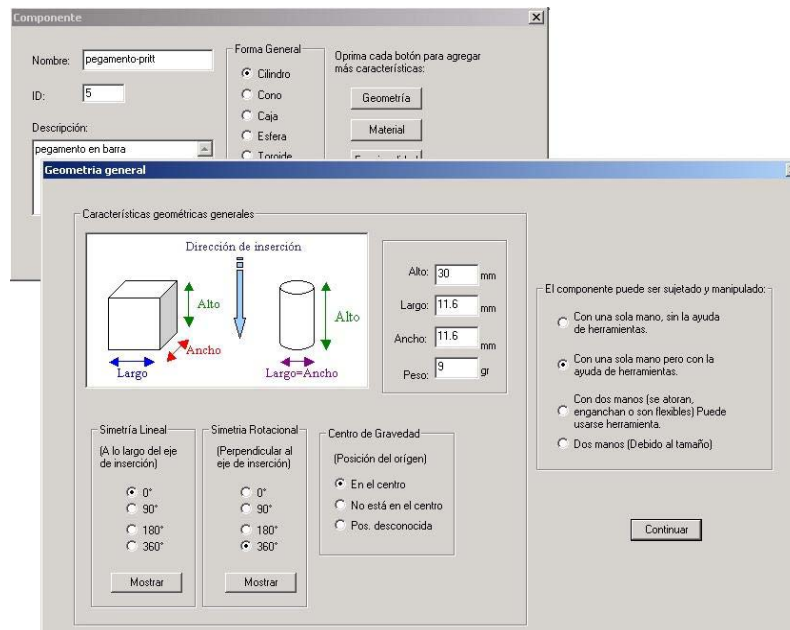 Componente
Nombre: pegamento-pritt
ID: 5
Descripción:
pegamento en barra
Forma General
Cilindro
Cono
Caja
Esfera
Toroide
Oprima cada botón para agregar
más características:
Geometría
Material
Geometria general
Características geométricas generales
Dirección de inserción
Alto
Ancho
Largo
Alto
Largo=Ancho
Alto: 30 mm
Largo: 11.6 mm
Ancho: 11.6 mm
Peso: 9 gr
El componente puede ser sujetado y manipulado:
Con una sola mano, sin la ayuda
de herramientas.
Con una sola mano pero con la
ayuda de herramientas.
Con dos manos (se atoran,
enganchan o son flexibles) Puede
usarse herramienta.
Dos manos (Debido al tamaño)
Simetría Lineal
(A lo largo del eje
de inserción)
0°
90°
180°
360°
Mostrar
Simetria Rotacional
(Perpendicular al
eje de inserción)
0°
90°
180°
360°
Mostrar
Centro de Gravedad
(Posición del orígen)
En el centro
No está en el centro
Pos. desconocida
Continuar